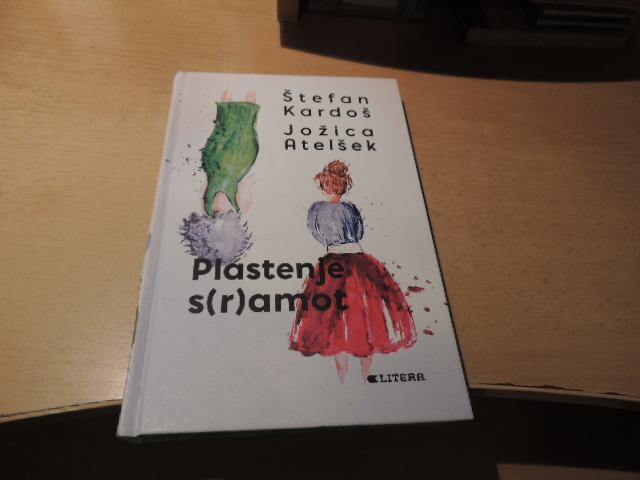 Štefan
Kardoš
Jožica
Atelšek
Plastenje
s(r)amot
LITERA